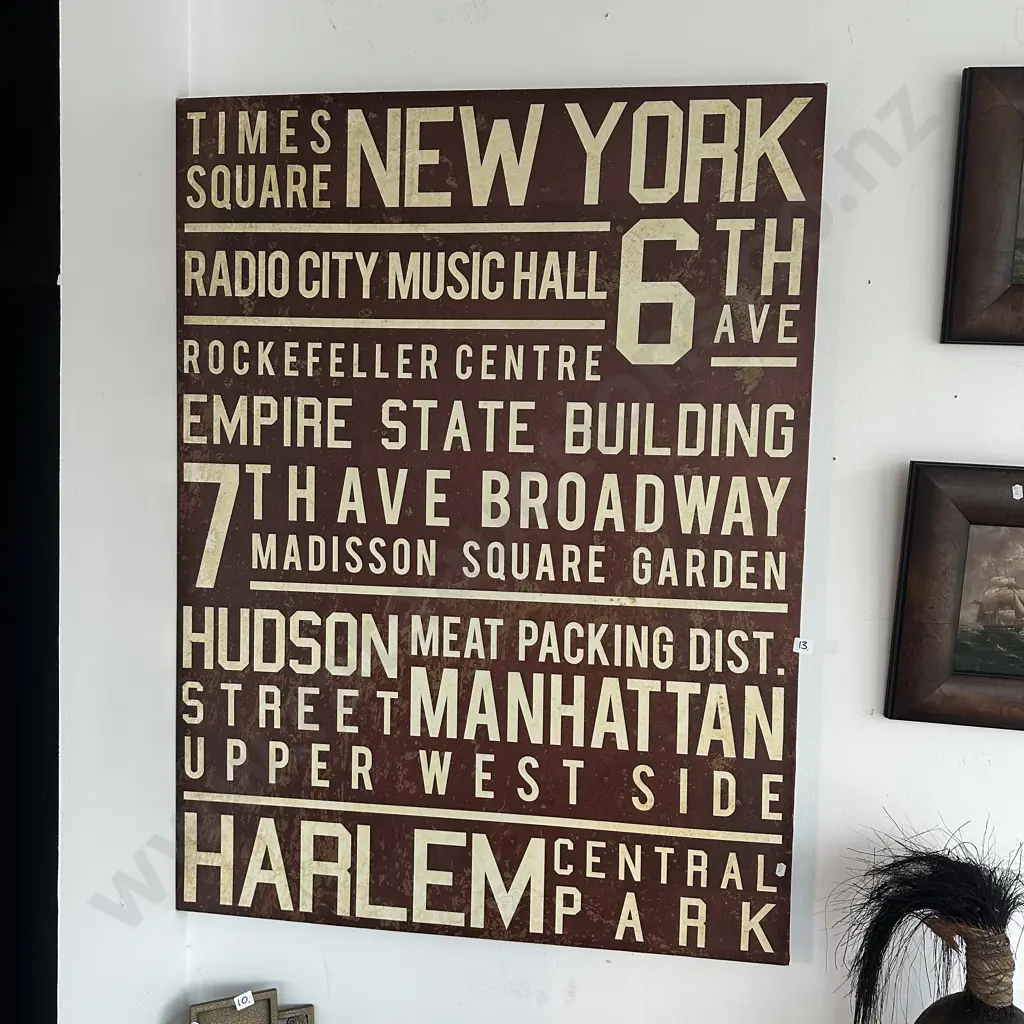 TIMES SQUARE
NEW YORK
RADIO CITY MUSIC HALL
6TH AVE
ROCKEFELLER CENTRE
EMPIRE STATE BUILDING
7TH AVE BROADWAY
MADISSON SQUARE GARDEN
HUDSON STREET
MEAT PACKING DIST.
MANHATTAN
UPPER WEST SIDE
HARLEM
CENTRAL PARK
13.
10.